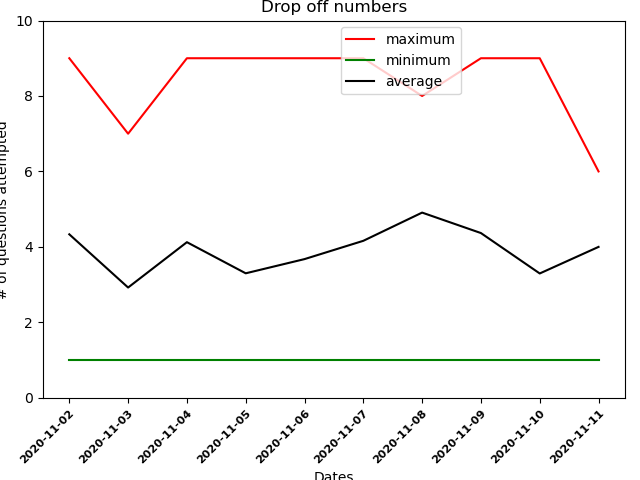 Drop off numbers
maximum
minimum
average
# of questions attempted
10
8
6
4
2
0
2020-11-02
2020-11-03
2020-11-04
2020-11-05
2020-11-06
2020-11-07
2020-11-08
2020-11-09
2020-11-10
2020-11-11
Dates